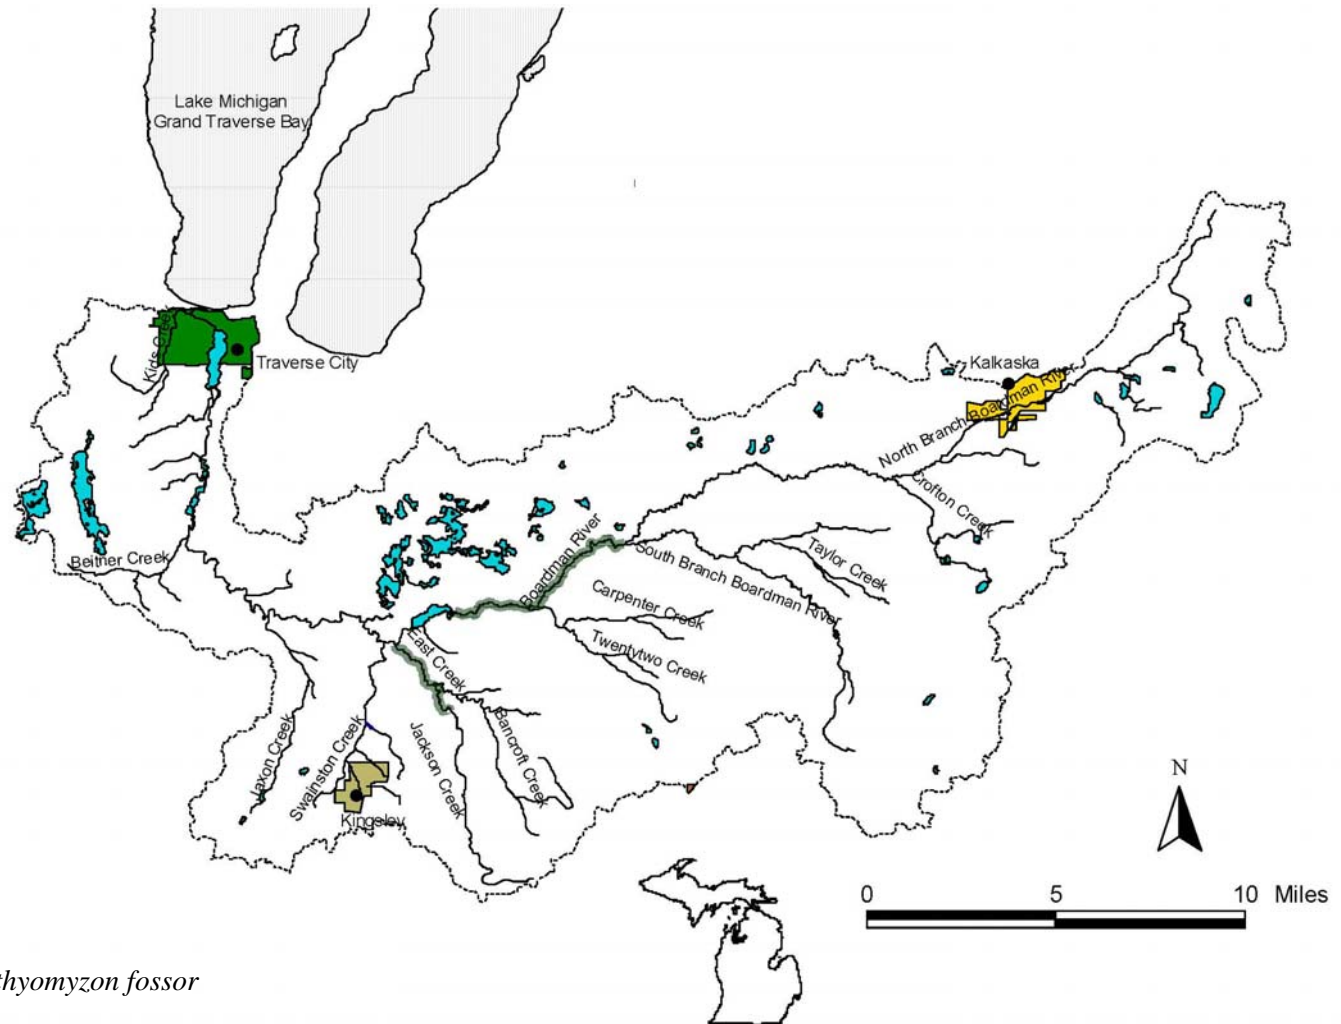 Lake Michigan
Grand Traverse Bay
Kids Creek
Traverse City
Kalkaska
North Branch Boardman River
Crofton Creek
Beitner Creek
Boardman River
South Branch Boardman River
Taylor Creek
Carpenter Creek
Twentytwo Creek
East Creek
Jaxon Creek
Swainston Creek
Jackson Creek
Bancroft Creek
Kingsley
N
0 5 10 Miles
thyomyzon fossor